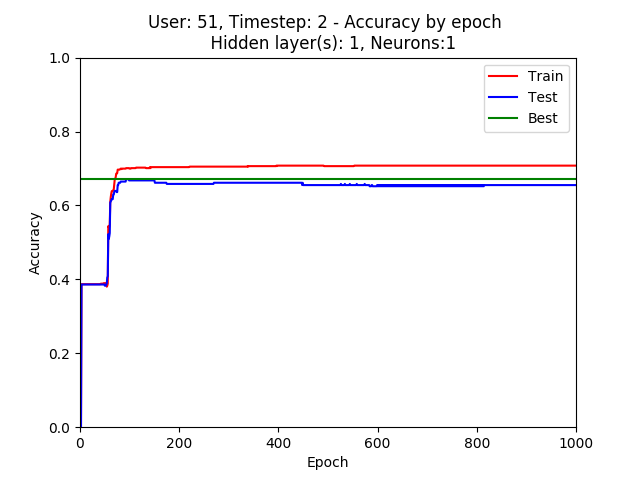 User: 51, Timestep: 2 - Accuracy by epoch
Hidden layer(s): 1, Neurons:1
1.0
0.8
0.6
0.4
0.2
0.0
Accuracy
Train
Test
Best
0 200 400 600 800 1000
Epoch